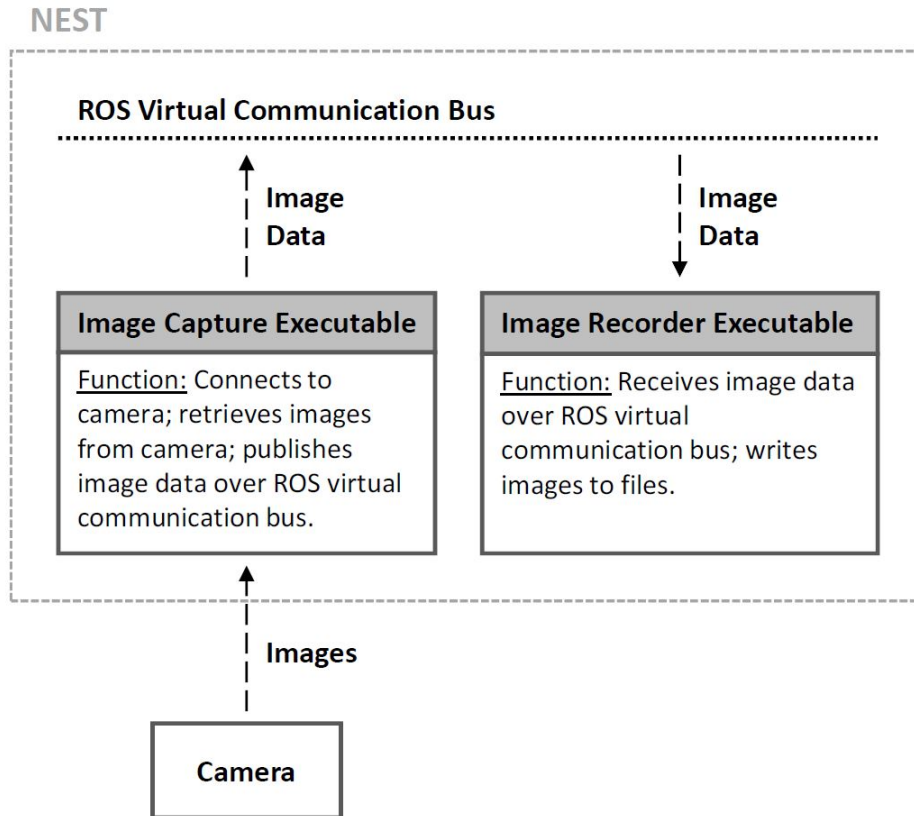 NEST
ROS Virtual Communication Bus
Image
Data
Image
Data
Image Capture Executable
Function: Connects to
camera; retrieves images
from camera; publishes
image data over ROS virtual
communication bus.
Image Recorder Executable
Function: Receives image data
over ROS virtual
communication bus; writes
images to files.
Images
Camera